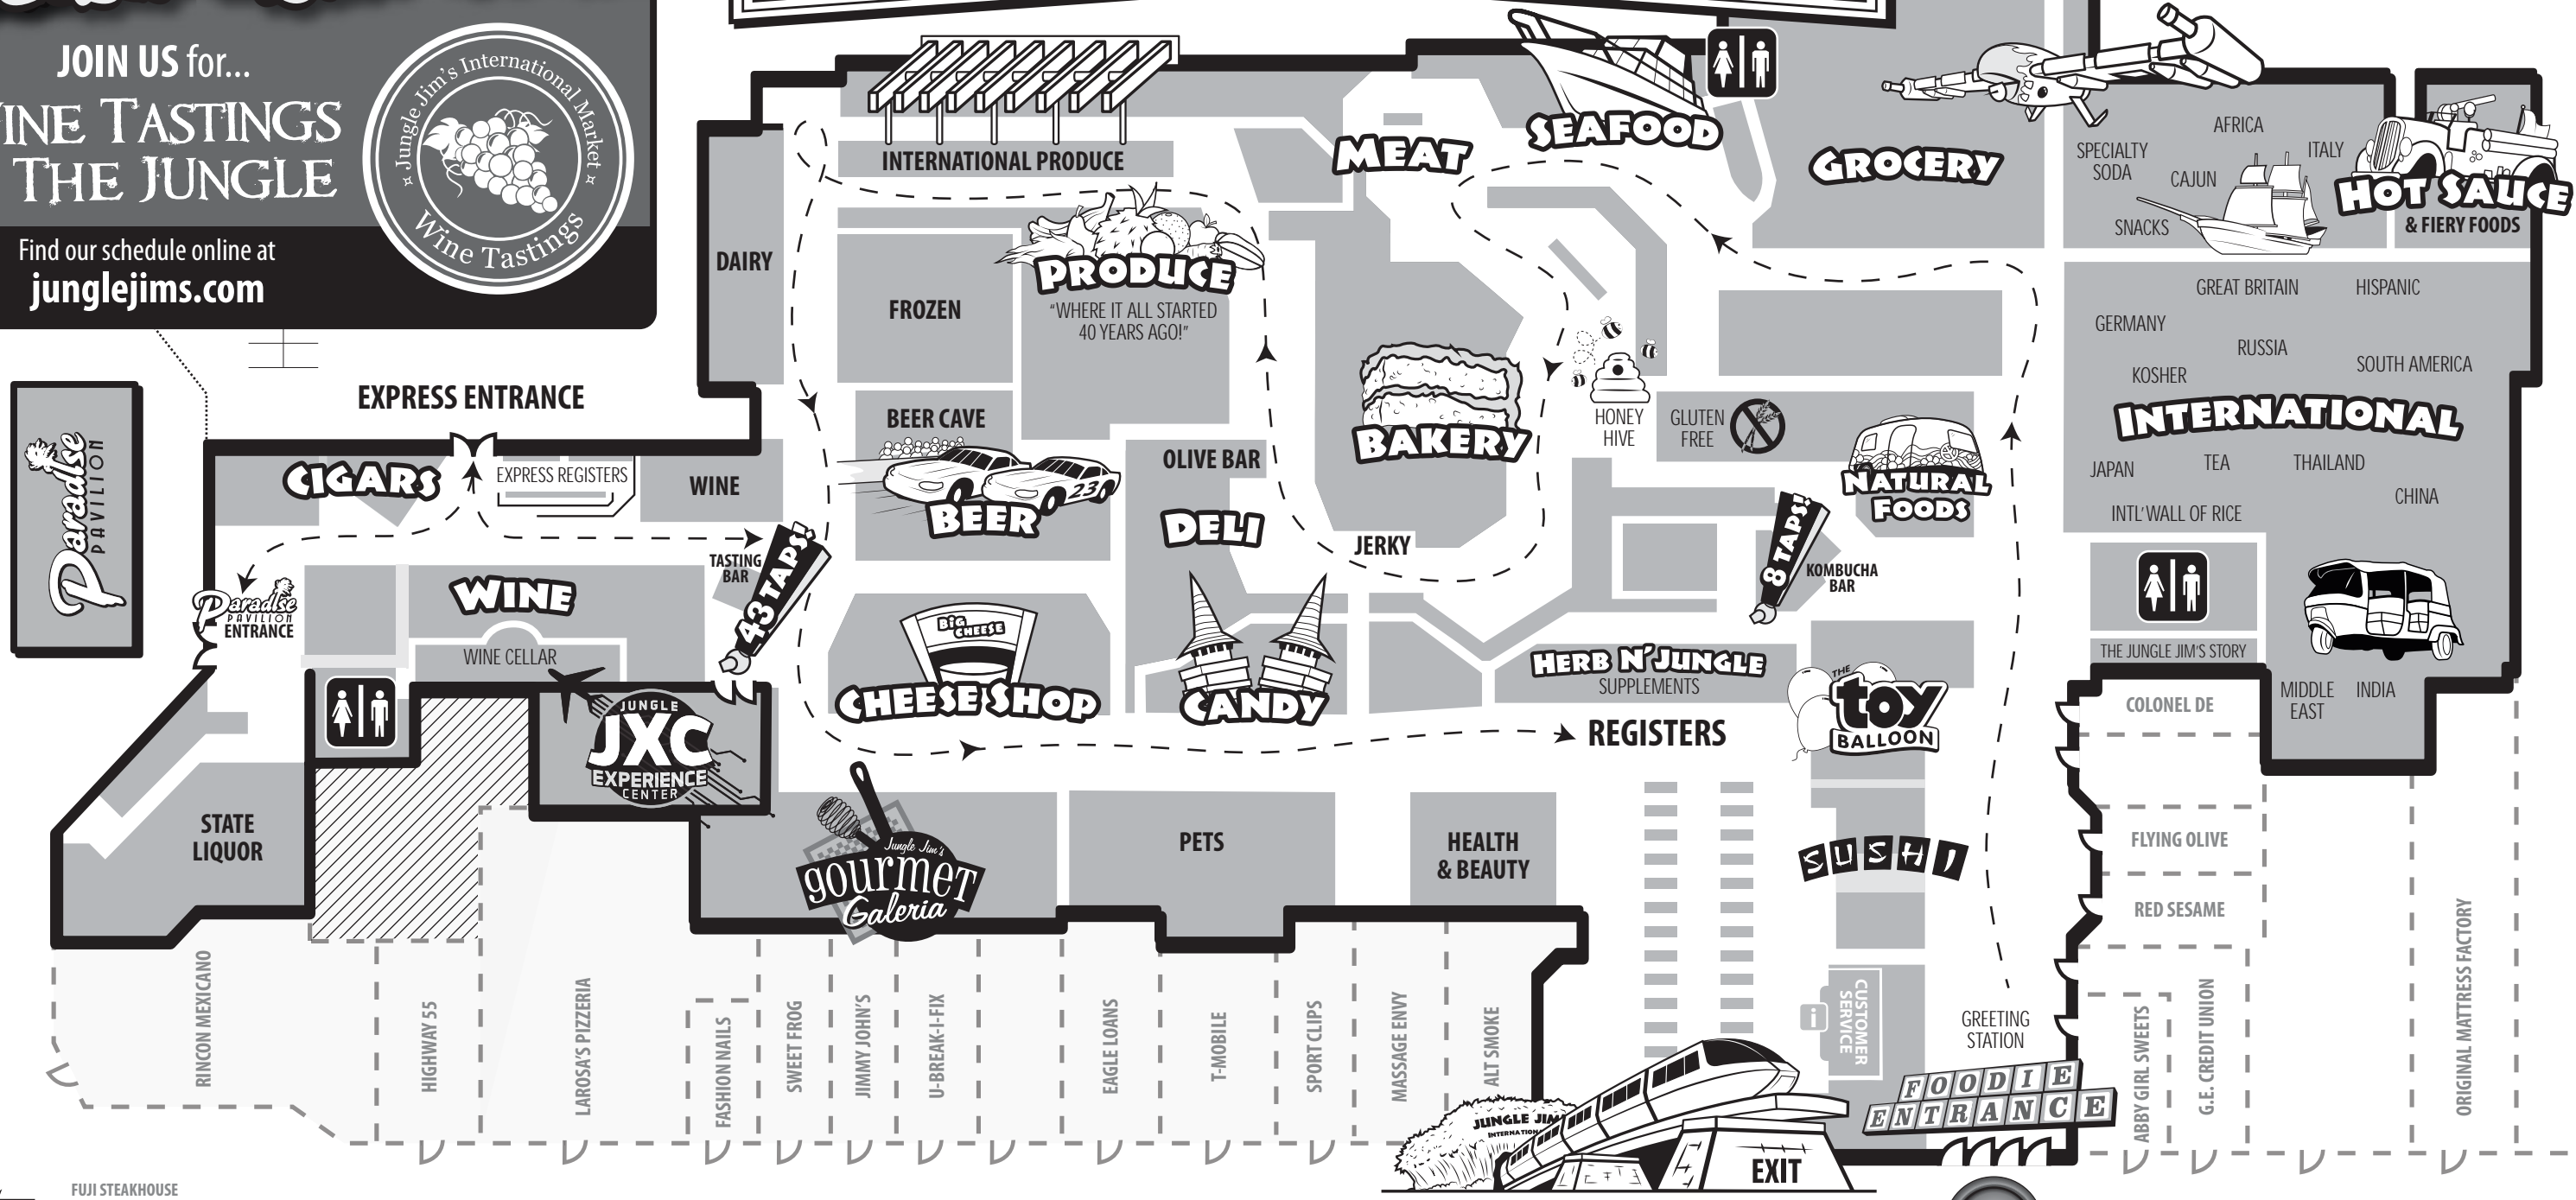 JOIN US for...
WINE TASTINGS
THE JUNGLE
Find our schedule online at
junglejims.com
Jungle Jim's International Market
Wine Tastings
EXPRESS ENTRANCE
Paradise
PAVILION
CIGARS
EXPRESS REGISTERS
WINE
Paradise
PAVILION
ENTRANCE
WINE
WINE CELLAR
TASTING
BAR
43 TAPS!
JUNGLE
JXC
EXPERIENCE
CENTER
STATE
LIQUOR
DAIRY
INTERNATIONAL PRODUCE
PRODUCE
"WHERE IT ALL STARTED
40 YEARS AGO!"
FROZEN
BEER CAVE
23
BEER
OLIVE BAR
DELI
BIG
CHEESE
CHEESE SHOP
CANDY
MEAT
SEAFOOD
BAKERY
JERKY
HONEY
HIVE
GLUTEN
FREE
NATURAL
FOODS
8 TAPS!
KOMBUCHA
BAR
HERB N' JUNGLE
SUPPLEMENTS
REGISTERS
THE
toy
BALLOON
GROCERY
AFRICA
SPECIALTY
SODA
ITALY
CAJUN
SNACKS
HOT SAUCE
& FIERY FOODS
GREAT BRITAIN
HISPANIC
GERMANY
RUSSIA
SOUTH AMERICA
KOSHER
INTERNATIONAL
JAPAN
TEA
THAILAND
CHINA
INTL' WALL OF RICE
THE JUNGLE JIM'S STORY
MIDDLE
EAST
INDIA
COLONEL DE
FLYING OLIVE
RED SESAME
Jungle Jim's
gourmet
Galeria
PETS
HEALTH
& BEAUTY
SUSHI
CUSTOMER
SERVICE
i
GREETING
STATION
FOODIE
ENTRANCE
JUNGLE JIM
EXIT
RINCON MEXICANO
HIGHWAY 55
LAROSA'S PIZZERIA
FASHION NAILS
SWEET FROG
JIMMY JOHN'S
U-BREAK-I-FIX
EAGLE LOANS
T-MOBILE
SPORT CLIPS
MASSAGE ENVY
ALT SMOKE
ABBY GIRL SWEETS
G.E. CREDIT UNION
ORIGINAL MATTRESS FACTORY
FUJI STEAKHOUSE